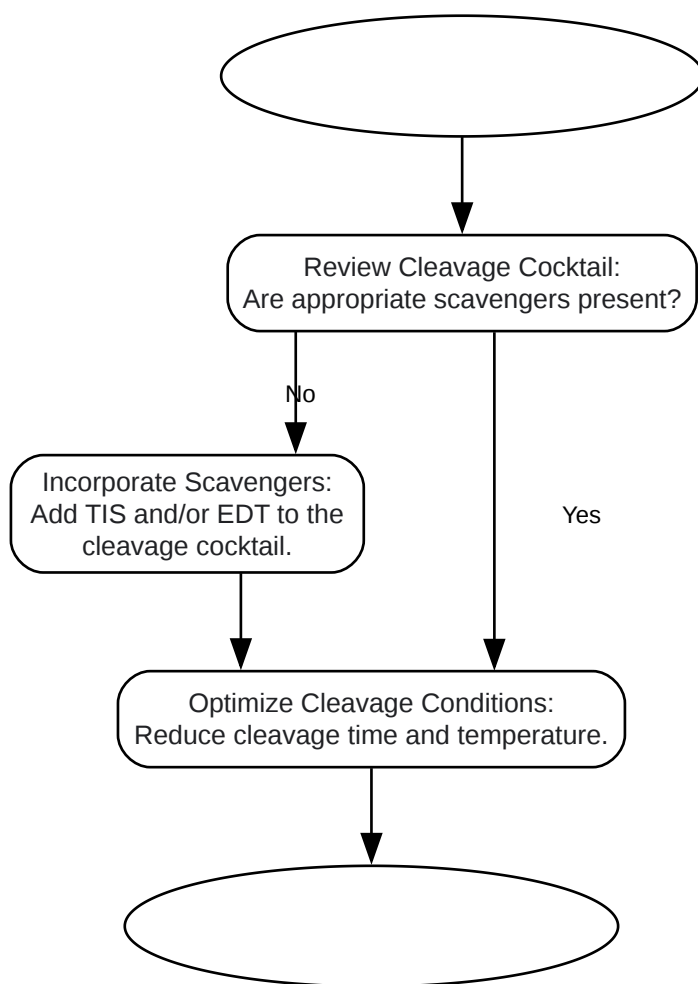 Review Cleavage Cocktail:
Are appropriate scavengers present?
No
Incorporate Scavengers:
Add TIS and/or EDT to the
cleavage cocktail.
Yes
Optimize Cleavage Conditions:
Reduce cleavage time and temperature.